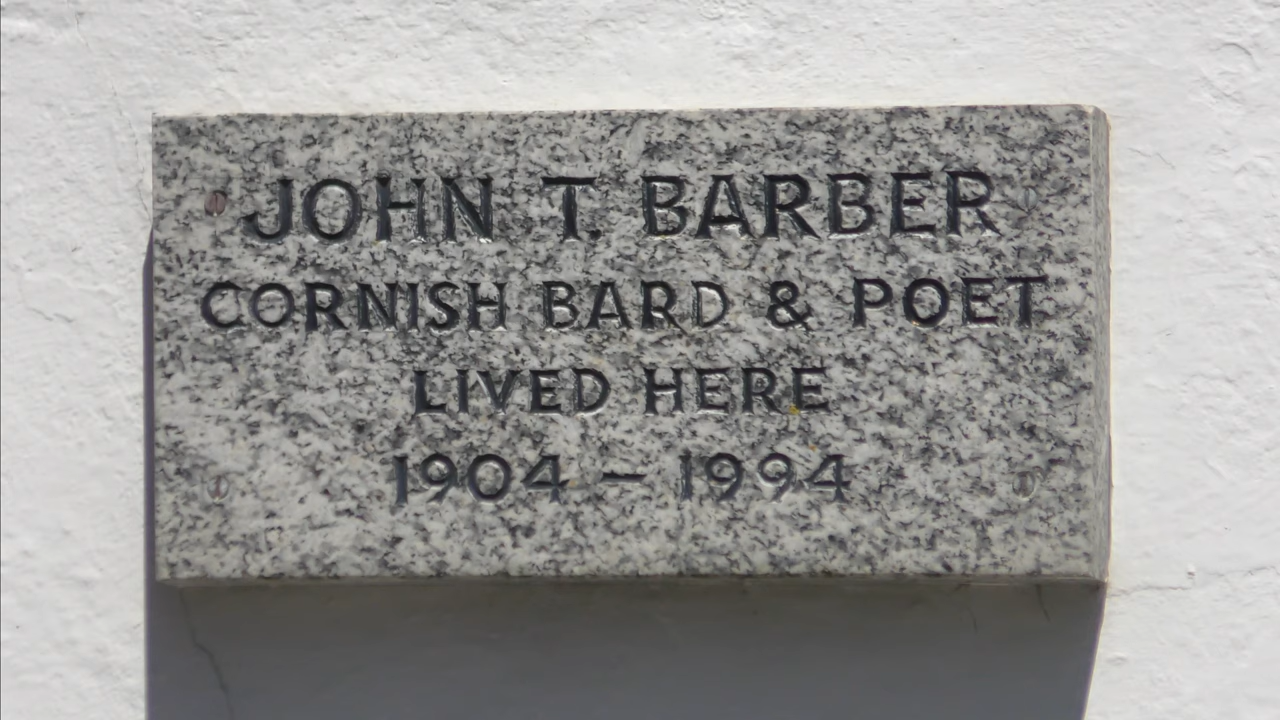 JOHN T. BARBER
CORNISH BARD & POET
LIVED HERE
1904 – 1994